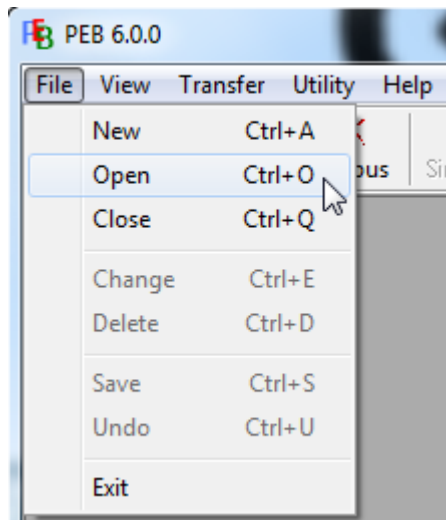 PEB PEB 6.0.0
File View Transfer Utility Help
New Ctrl+A
Open Ctrl+O
Close Ctrl+Q
Change Ctrl+E
Delete Ctrl+D
Save Ctrl+S
Undo Ctrl+U
Exit